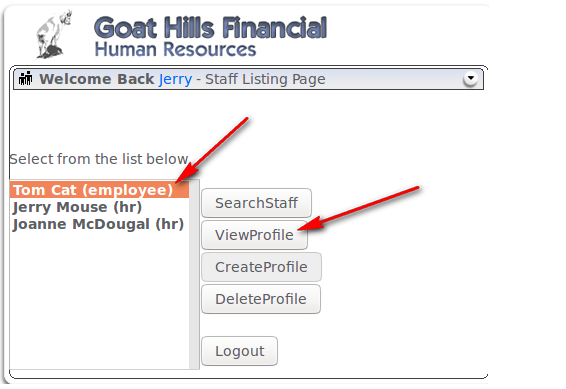 Goat Hills Financial
Human Resources
Welcome Back Jerry - Staff Listing Page
Select from the list below
Tom Cat (employee)
Jerry Mouse (hr)
Joanne McDougal (hr)
SearchStaff
ViewProfile
CreateProfile
DeleteProfile
Logout